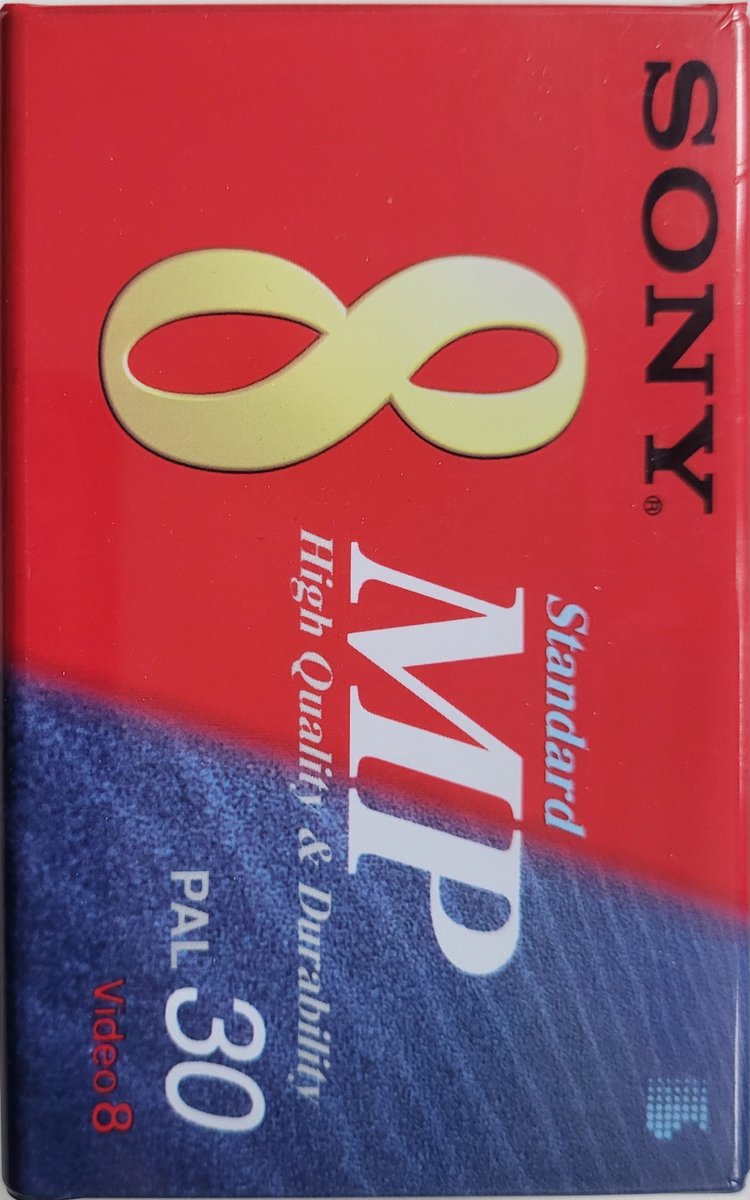 SONY®
8
Standard
MP
High Quality & Durability
PAL 30
Video 8